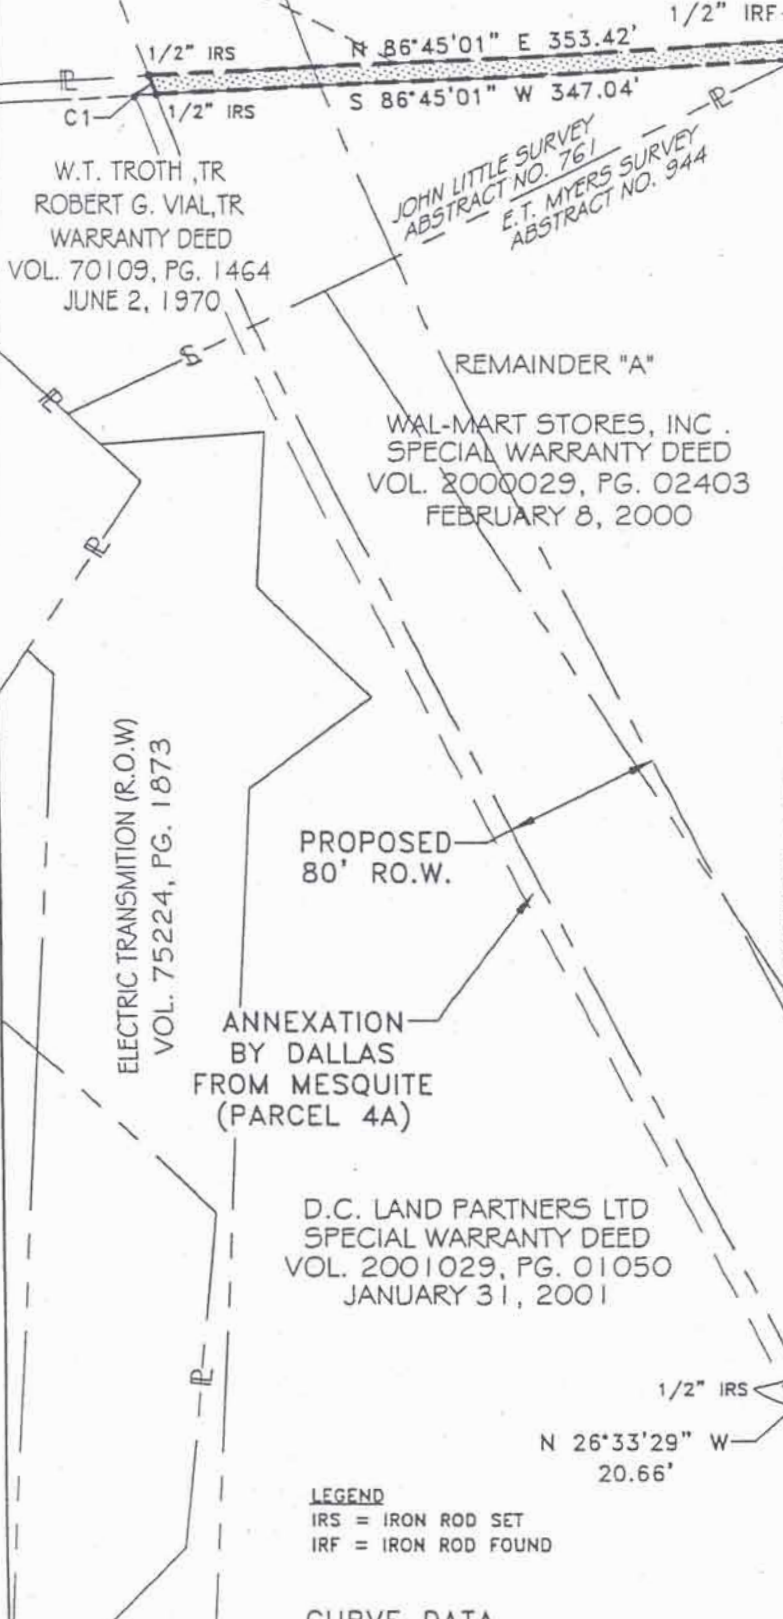 1/2" IRF
1/2" IRS
N 86°45'01" E 353.42'
S 86°45'01" W 347.04'
C1
1/2" IRS
W.T. TROTH ,TR
ROBERT G. VIAL,TR
WARRANTY DEED
VOL. 70109, PG. 1464
JUNE 2, 1970
JOHN LITTLE SURVEY
ABSTRACT NO. 761
E.T. MYERS SURVEY
ABSTRACT NO. 944
REMAINDER "A"
WAL-MART STORES, INC .
SPECIAL WARRANTY DEED
VOL. 2000029, PG. 02403
FEBRUARY 8, 2000
ELECTRIC TRANSMITION (R.O.W)
VOL. 75224, PG. 1873
PROPOSED
80' RO.W.
ANNEXATION
BY DALLAS
FROM MESQUITE
(PARCEL 4A)
D.C. LAND PARTNERS LTD
SPECIAL WARRANTY DEED
VOL. 2001029, PG. 01050
JANUARY 31, 2001
1/2" IRS
N 26°33'29" W
20.66'
LEGEND
IRS = IRON ROD SET
IRF = IRON ROD FOUND
CURVE DATA